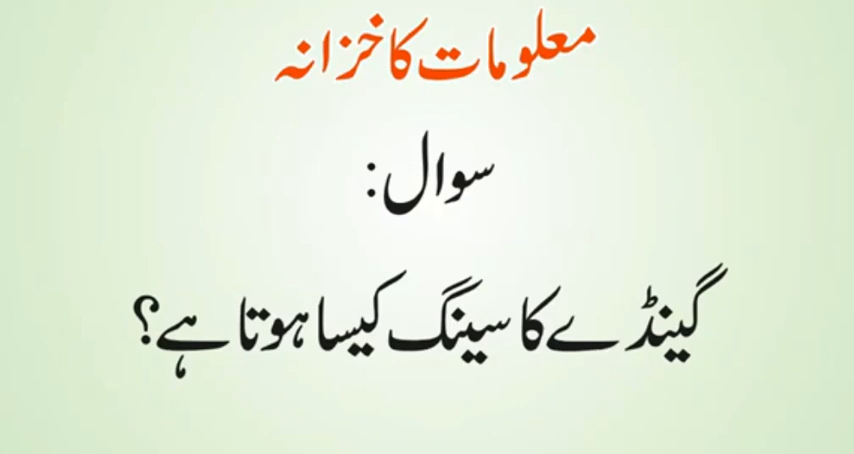 معلومات کا خزانہ
سوال:
گینڈے کا سینگ کیسا ہوتا ہے؟